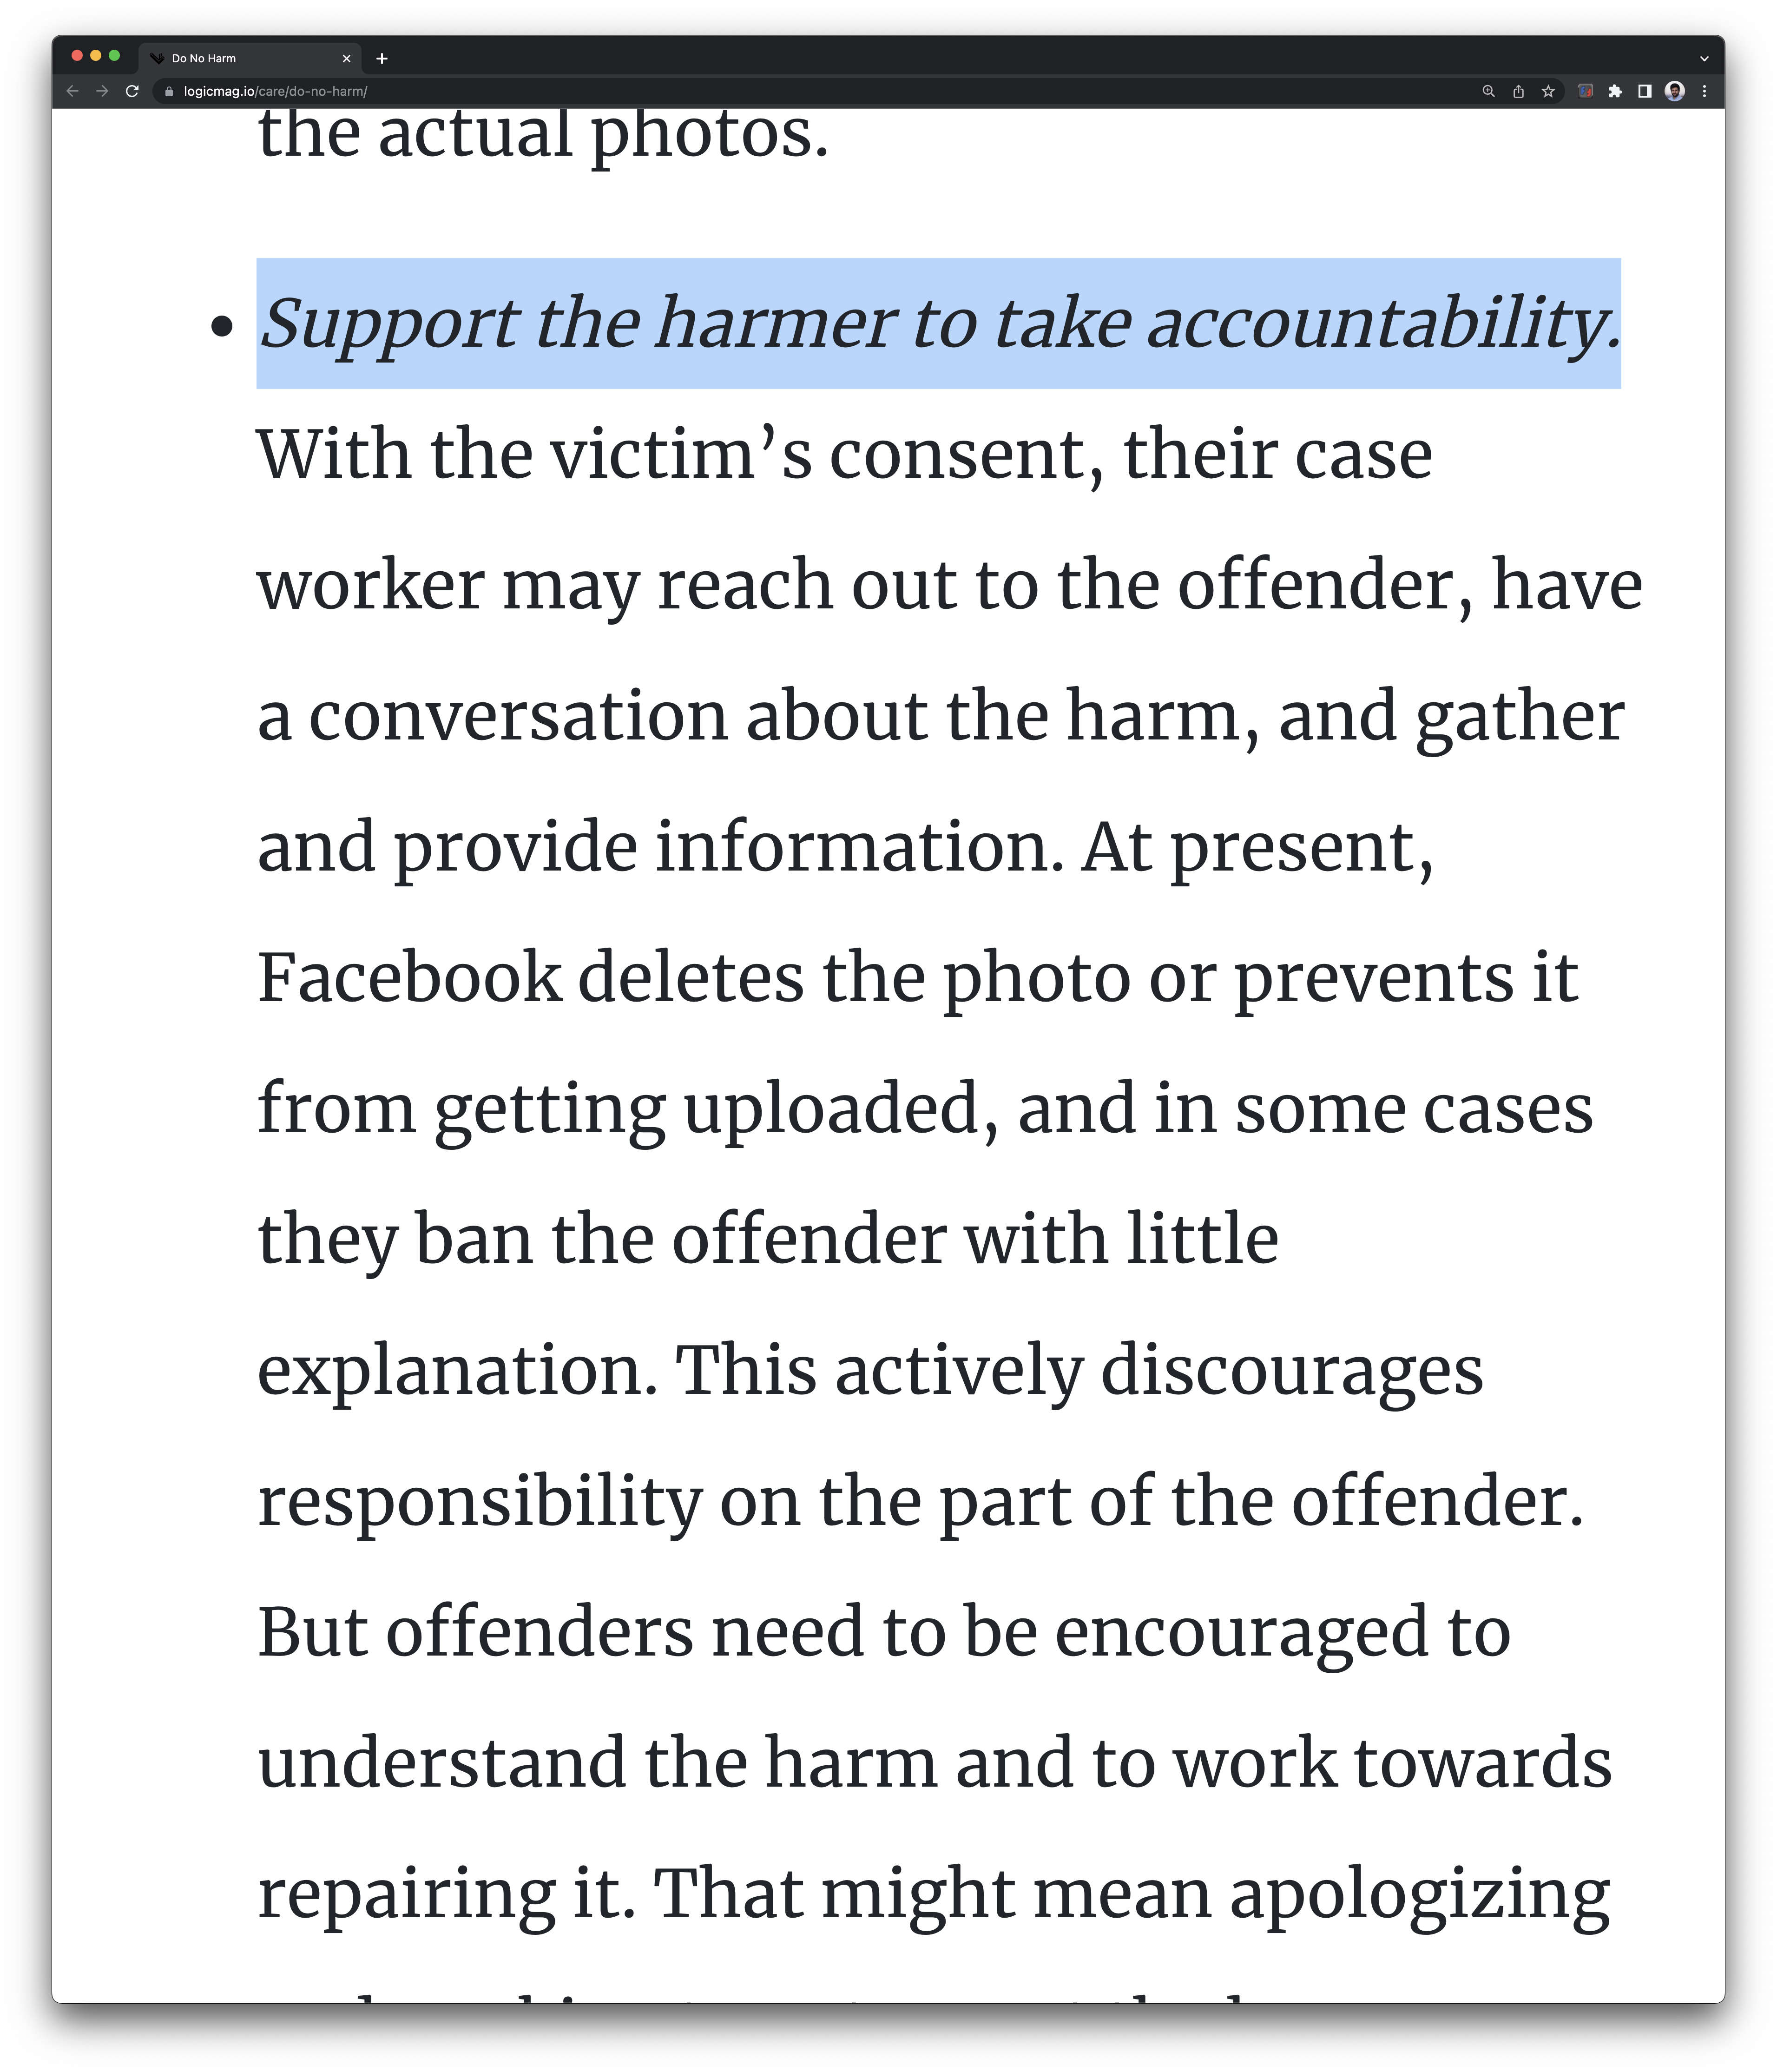 Do No Harm
logicmag.io/care/do-no-harm/
the actual photos.
• Support the harmer to take accountability.
With the victim’s consent, their case
worker may reach out to the offender, have
a conversation about the harm, and gather
and provide information. At present,
Facebook deletes the photo or prevents it
from getting uploaded, and in some cases
they ban the offender with little
explanation. This actively discourages
responsibility on the part of the offender.
But offenders need to be encouraged to
understand the harm and to work towards
repairing it. That might mean apologizing